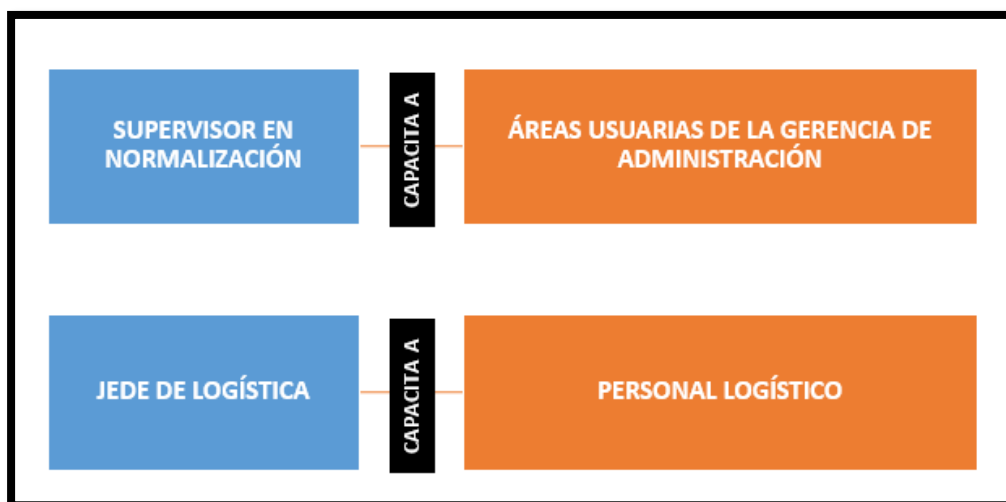 SUPERVISOR EN
NORMALIZACIÓN
CAPACITA A
ÁREAS USUARIAS DE LA GERENCIA DE
ADMINISTRACIÓN
JEDE DE LOGÍSTICA
CAPACITA A
PERSONAL LOGÍSTICO